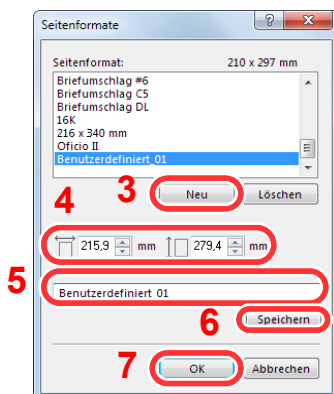 Seitenformate
Seitenformat: 210 x 297 mm
Briefumschlag #6
Briefumschlag C5
Briefumschlag DL
16K
216 x 340 mm
Oficio II
Benutzerdefiniert_01
3 Neu Löschen
4
215,9 mm 279,4 mm
5
Benutzerdefiniert 01
6 Speichern
7 OK Abbrechen